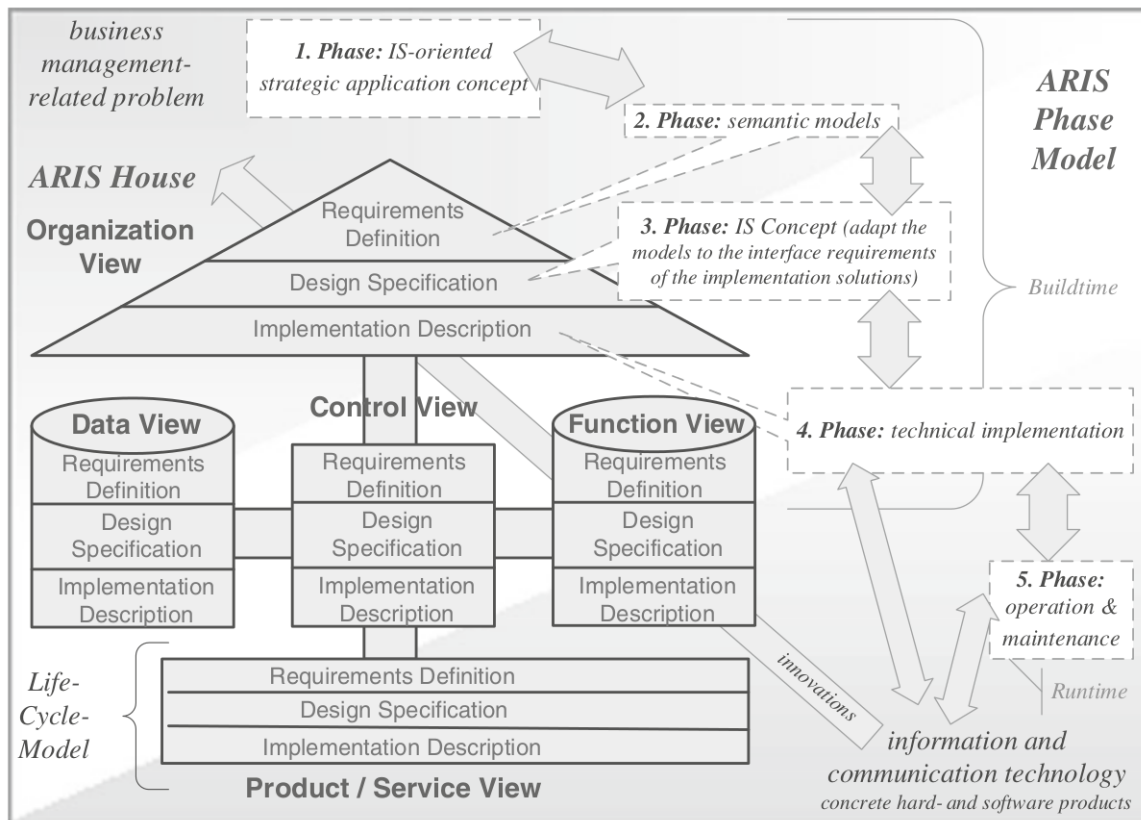 business
management-
related problem
1. Phase: IS-oriented
strategic application concept
2. Phase: semantic models
ARIS
Phase
Model
ARIS House
Organization
View
Requirements
Definition
Design Specification
Implementation Description
3. Phase: IS Concept (adapt the
models to the interface requirements
of the implementation solutions)
Buildtime
4. Phase: technical implementation
Data View
Requirements
Definition
Design
Specification
Implementation
Description
Control View
Requirements
Definition
Design
Specification
Implementation
Description
Function View
Requirements
Definition
Design
Specification
Implementation
Description
5. Phase:
operation &
maintenance
Runtime
Life-
Cycle-
Model
Requirements Definition
Design Specification
Implementation Description
Product / Service View
innovations
information and
communication technology
concrete hard- and software products